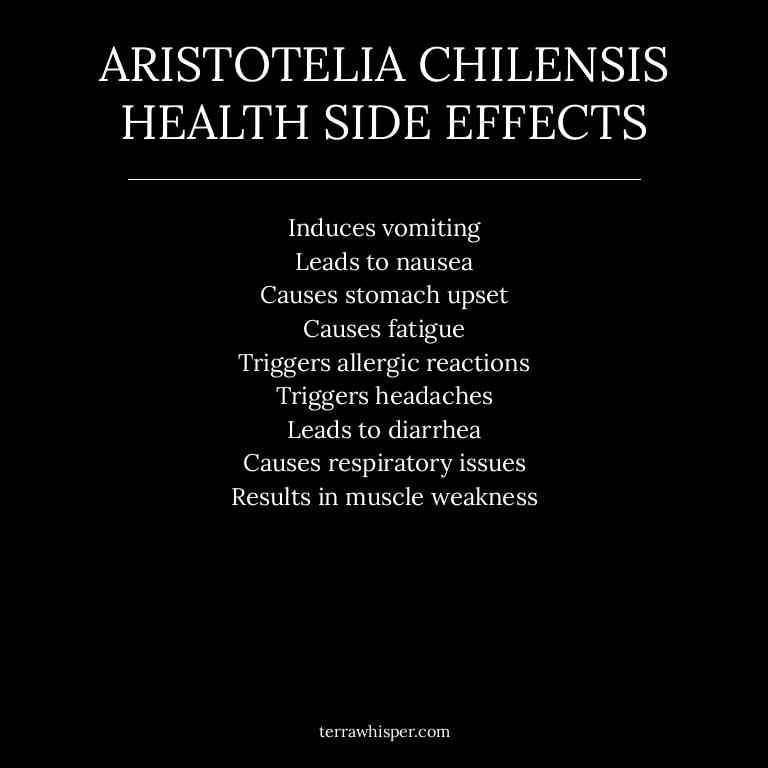 ARISTOTELIA CHILENSIS
HEALTH SIDE EFFECTS
Induces vomiting
Leads to nausea
Causes stomach upset
Causes fatigue
Triggers allergic reactions
Triggers headaches
Leads to diarrhea
Causes respiratory issues
Results in muscle weakness
terrawhisper.com